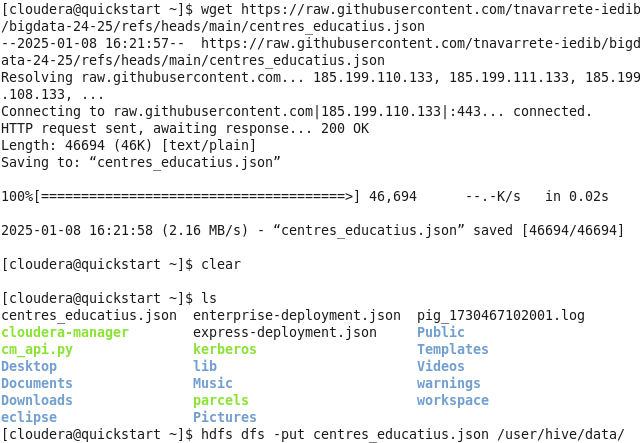 [cloudera@quickstart ~]$ wget https://raw.githubusercontent.com/tnavarrete-iedib
/bigdata-24-25/refs/heads/main/centres_educatius.json
--2025-01-08 16:21:57--  https://raw.githubusercontent.com/tnavarrete-iedib/bigd
ata-24-25/refs/heads/main/centres_educatius.json
Resolving raw.githubusercontent.com... 185.199.110.133, 185.199.111.133, 185.199
.108.133, ...
Connecting to raw.githubusercontent.com|185.199.110.133|:443... connected.
HTTP request sent, awaiting response... 200 OK
Length: 46694 (46K) [text/plain]
Saving to: “centres_educatius.json”

100%[======================================>] 46,694      --.-K/s   in 0.02s

2025-01-08 16:21:58 (2.16 MB/s) - “centres_educatius.json” saved [46694/46694]

[cloudera@quickstart ~]$ clear

[cloudera@quickstart ~]$ ls
centres_educatius.json  enterprise-deployment.json  pig_1730467102001.log
cloudera-manager        express-deployment.json     Public
cm_api.py               kerberos                    Templates
Desktop                 lib                         Videos
Documents               Music                       warnings
Downloads               parcels                     workspace
eclipse                 Pictures
[cloudera@quickstart ~]$ hdfs dfs -put centres_educatius.json /user/hive/data/